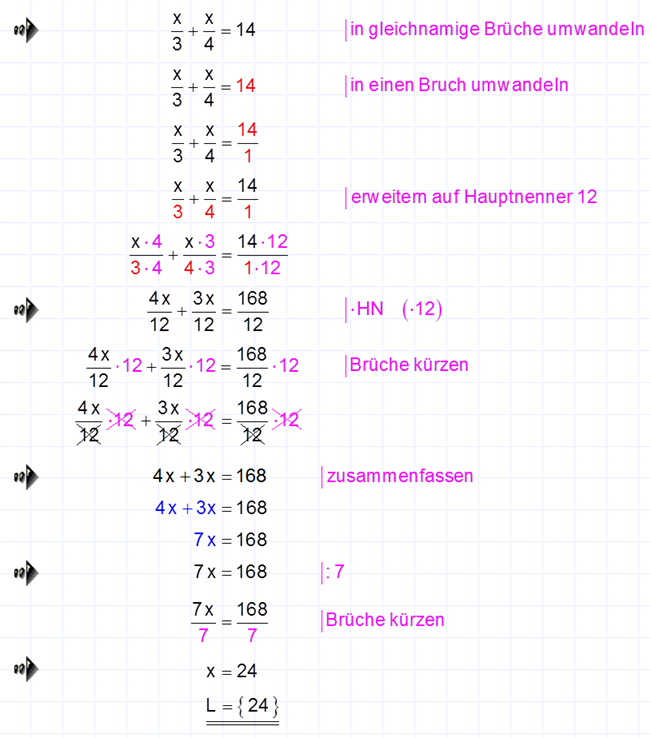 x/3 + x/4 = 14 |in gleichnamige Brüche umwandeln
x/3 + x/4 = 14 |in einen Bruch umwandeln
x/3 + x/4 = 14/1
x/3 + x/4 = 14/1 |erweitern auf Hauptnenner 12
x·4/3·4 + x·3/4·3 = 14·12/1·12
4x/12 + 3x/12 = 168/12 |·HN (·12)
4x/12 ·12 + 3x/12 ·12 = 168/12 ·12 |Brüche kürzen
4x/12 ·12 + 3x/12 ·12 = 168/12 ·12
4x + 3x = 168 |zusammenfassen
4x + 3x = 168
7x = 168
7x = 168 |: 7
7x/7 = 168/7 |Brüche kürzen
x = 24
L = {24}